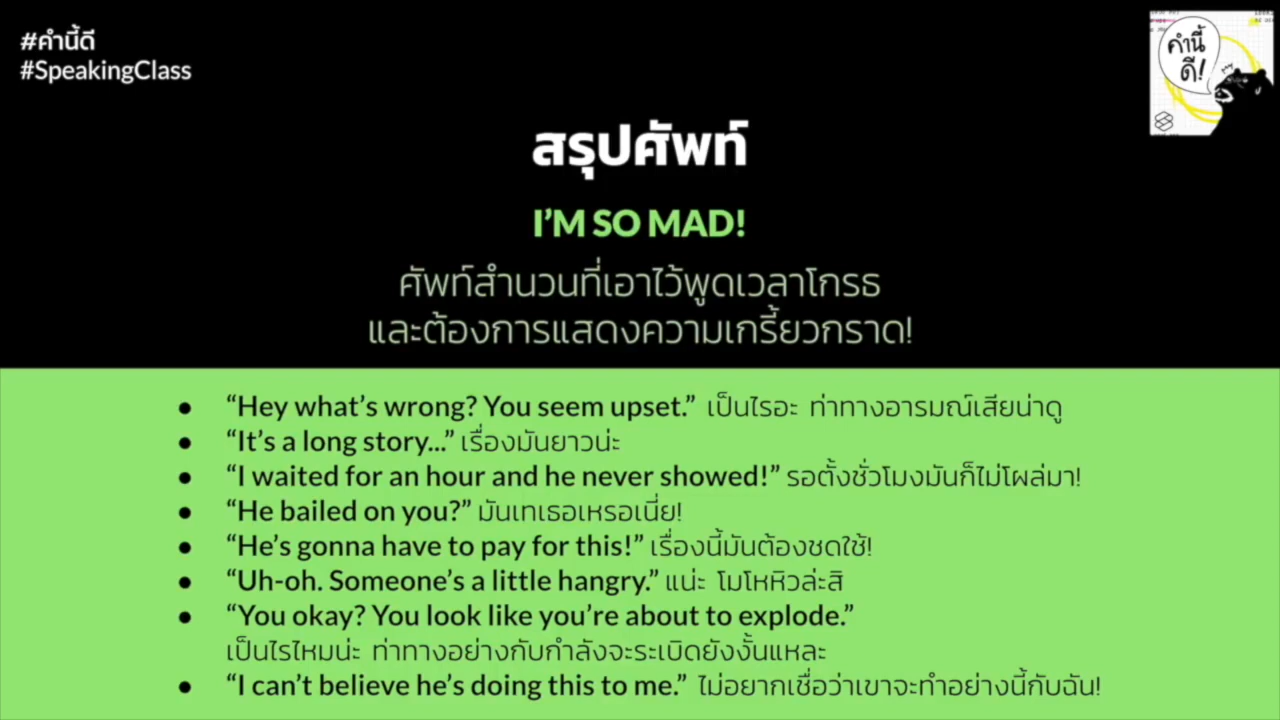 #คำนี้ดี
#SpeakingClass
คำนี้
ดี!
สรุปศัพท์
I'M SO MAD!
ศัพท์สำนวนที่เอาไว้พูดเวลาโกรธ
และต้องการแสดงความเกรี้ยวกราด!
● “Hey what's wrong? You seem upset.” เป็นไรอะ ท่าทางอารมณ์เสียน่าดู
● “It's a long story...” เรื่องมันยาวน่ะ
● “I waited for an hour and he never showed!” รอตั้งชั่วโมงมันก็ไม่โผล่มา!
● “He bailed on you?” มันเทเธอเหรอเนี่ย!
● “He's gonna have to pay for this!” เรื่องนี้มันต้องชดใช้!
● “Uh-oh. Someone's a little hangry.” แน่ะ โมโหหิวล่ะสิ
● “You okay? You look like you're about to explode.”
เป็นไรไหมน่ะ ท่าทางอย่างกับกำลังจะระเบิดยังงั้นแหละ
● “I can't believe he's doing this to me.” ไม่อยากเชื่อว่าเขาจะทำอย่างนี้กับฉัน!